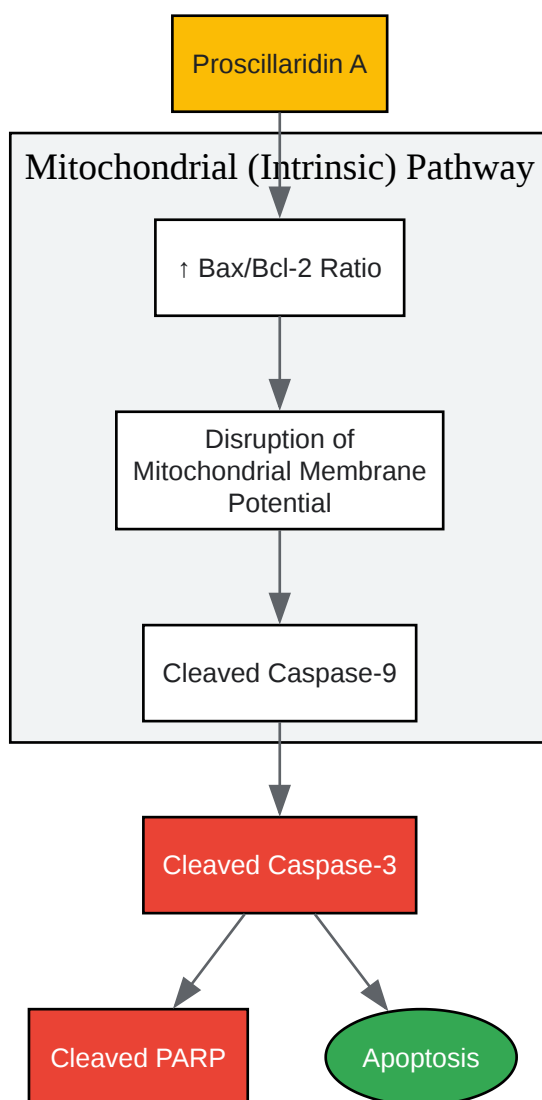 Proscillaridin A
Mitochondrial (Intrinsic) Pathway
↑ Bax/Bcl-2 Ratio
Disruption of
Mitochondrial Membrane
Potential
Cleaved Caspase-9
Cleaved Caspase-3
Cleaved PARP
Apoptosis